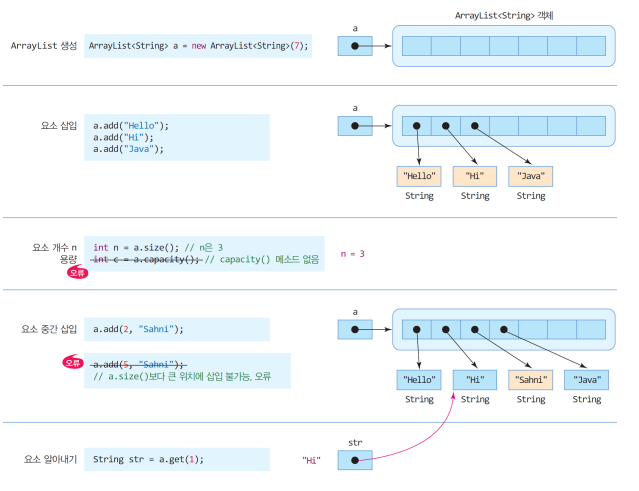 ArrayList<String> 객체
a
ArrayList 생성
ArrayList<String> a = new ArrayList<String>(7);
a
요소 삽입
a.add("Hello");
a.add("Hi");
a.add("Java");
"Hello" "Hi" "Java"
String String String
요소 개수 n
int n = a.size(); // n은 3
n = 3
용량
int c = a.capacity(); // capacity() 메소드 없음
오류
a
요소 중간 삽입
a.add(2, "Sahni");
오류
a.add(5, "Sahni");
// a.size()보다 큰 위치에 삽입 불가능, 오류
"Hello" "Hi" "Sahni" "Java"
String String String String
str
요소 알아내기
String str = a.get(1);
"Hi"